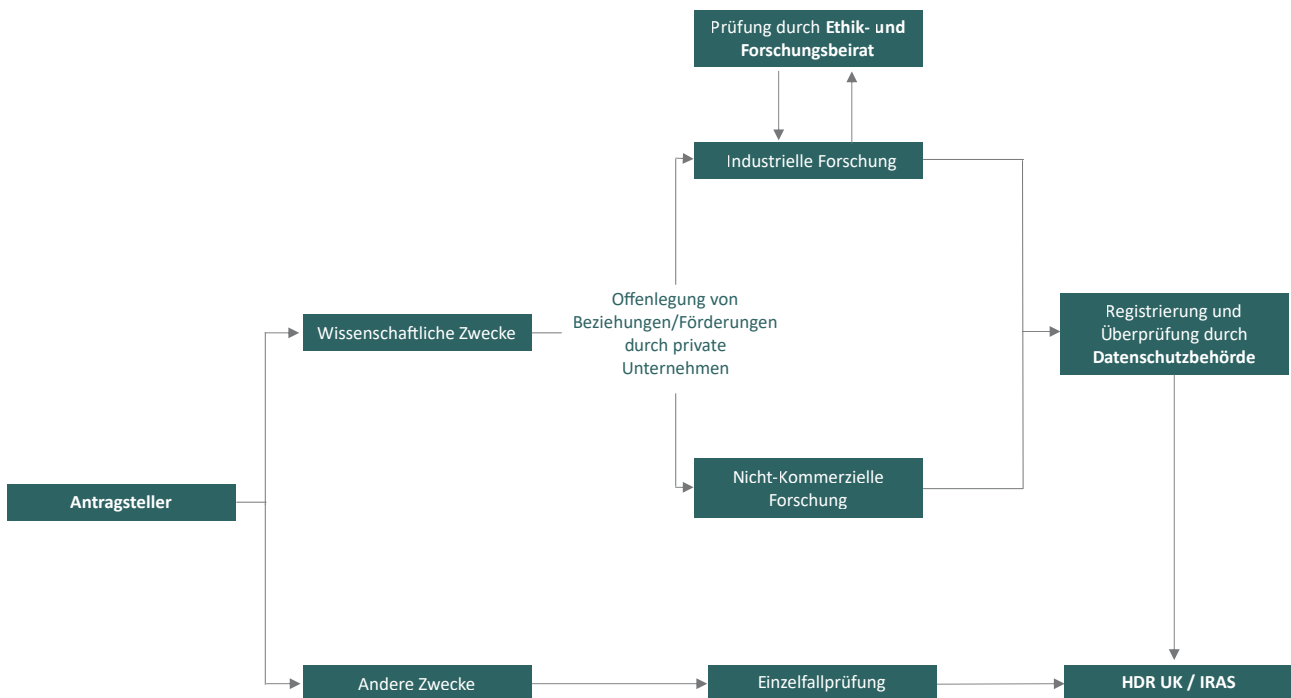 Prüfung durch Ethik- und
Forschungsbeirat
Industrielle Forschung
Offenlegung von
Beziehungen/Förderungen
durch private
Unternehmen
Wissenschaftliche Zwecke
Registrierung und
Überprüfung durch
Datenschutzbehörde
Nicht-Kommerzielle
Forschung
Antragsteller
Andere Zwecke
Einzelfallprüfung
HDR UK / IRAS